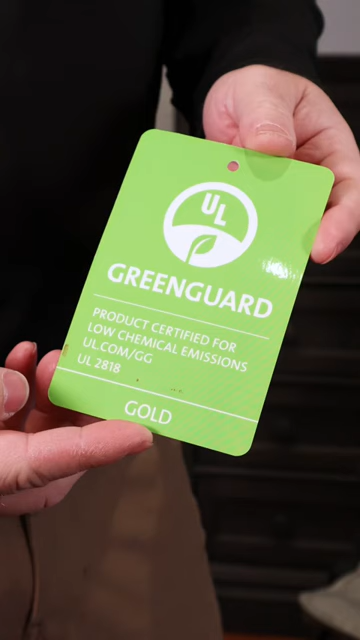 UL
GREENGUARD
PRODUCT CERTIFIED FOR
LOW CHEMICAL EMISSIONS
UL.COM/GG
UL 2818
GOLD